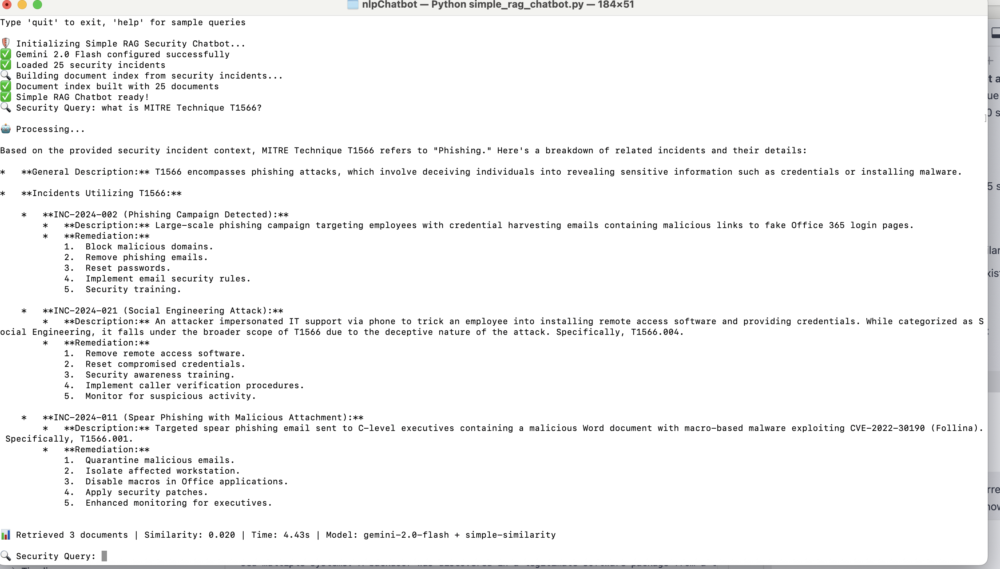 nlpChatbot — Python simple_rag_chatbot.py — 184×51
Type 'quit' to exit, 'help' for sample queries
🛡️ Initializing Simple RAG Security Chatbot...
✅ Gemini 2.0 Flash configured successfully
✅ Loaded 25 security incidents
🔍 Building document index from security incidents...
✅ Document index built with 25 documents
✅ Simple RAG Chatbot ready!
🔍 Security Query: what is MITRE Technique T1566?
🤖 Processing...
Based on the provided security incident context, MITRE Technique T1566 refers to "Phishing." Here's a breakdown of related incidents and their details:
*   **General Description:** T1566 encompasses phishing attacks, which involve deceiving individuals into revealing sensitive information such as credentials or installing malware.
*   **Incidents Utilizing T1566:**
    *   **INC-2024-002 (Phishing Campaign Detected):**
        *   **Description:** Large-scale phishing campaign targeting employees with credential harvesting emails containing malicious links to fake Office 365 login pages.
        *   **Remediation:**
            1.  Block malicious domains.
            2.  Remove phishing emails.
            3.  Reset passwords.
            4.  Implement email security rules.
            5.  Security training.
    *   **INC-2024-021 (Social Engineering Attack):**
        *   **Description:** An attacker impersonated IT support via phone to trick an employee into installing remote access software and providing credentials. While categorized as S
ocial Engineering, it falls under the broader scope of T1566 due to the deceptive nature of the attack. Specifically, T1566.004.
        *   **Remediation:**
            1.  Remove remote access software.
            2.  Reset compromised credentials.
            3.  Security awareness training.
            4.  Implement caller verification procedures.
            5.  Monitor for suspicious activity.
    *   **INC-2024-011 (Spear Phishing with Malicious Attachment):**
        *   **Description:** Targeted spear phishing email sent to C-level executives containing a malicious Word document with macro-based malware exploiting CVE-2022-30190 (Follina).
 Specifically, T1566.001.
        *   **Remediation:**
            1.  Quarantine malicious emails.
            2.  Isolate affected workstation.
            3.  Disable macros in Office applications.
            4.  Apply security patches.
            5.  Enhanced monitoring for executives.
📊 Retrieved 3 documents | Similarity: 0.020 | Time: 4.43s | Model: gemini-2.0-flash + simple-similarity
🔍 Security Query: